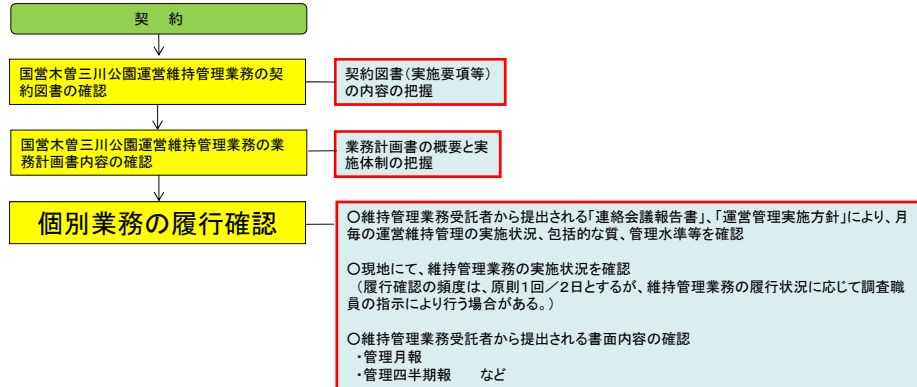 契　約
国営木曽三川公園運営維持管理業務の契
約図書の確認
契約図書（実施要項等）
の内容の把握
国営木曽三川公園運営維持管理業務の業
務計画書内容の確認
業務計画書の概要と実
施体制の把握
個別業務の履行確認
〇維持管理業務受託者から提出される「連絡会議報告書」、「運営管理実施方針」により、月
毎の運営維持管理の実施状況、包括的な質、管理水準等を確認
〇現地にて、維持管理業務の実施状況を確認
（履行確認の頻度は、原則１回／２日とするが、維持管理業務の履行状況に応じて調査職
員の指示により行う場合がある。）
〇維持管理業務受託者から提出される書面内容の確認
・管理月報
・管理四半期報　　など